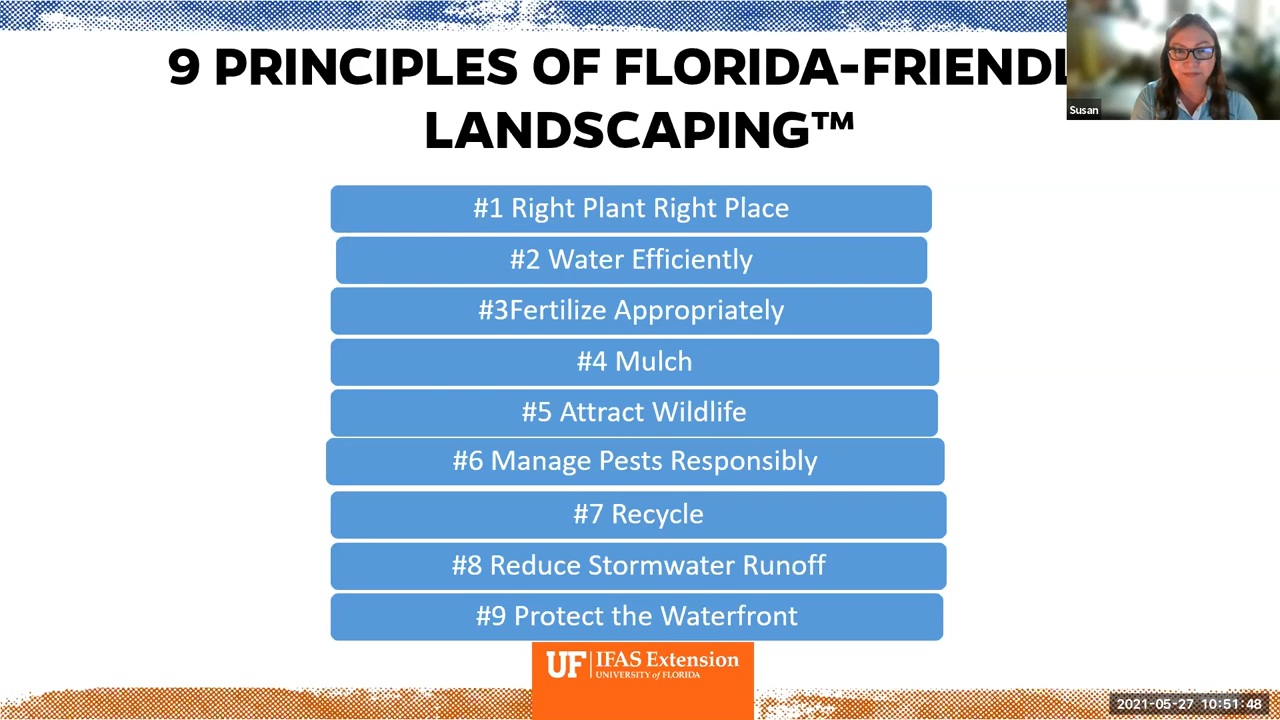 9 PRINCIPLES OF FLORIDA-FRIENDL
LANDSCAPING™
Susan
#1 Right Plant Right Place
#2 Water Efficiently
#3Fertilize Appropriately
#4 Mulch
#5 Attract Wildlife
#6 Manage Pests Responsibly
#7 Recycle
#8 Reduce Stormwater Runoff
#9 Protect the Waterfront
UF IFAS Extension
UNIVERSITY of FLORIDA
2021-05-27 10:51:48